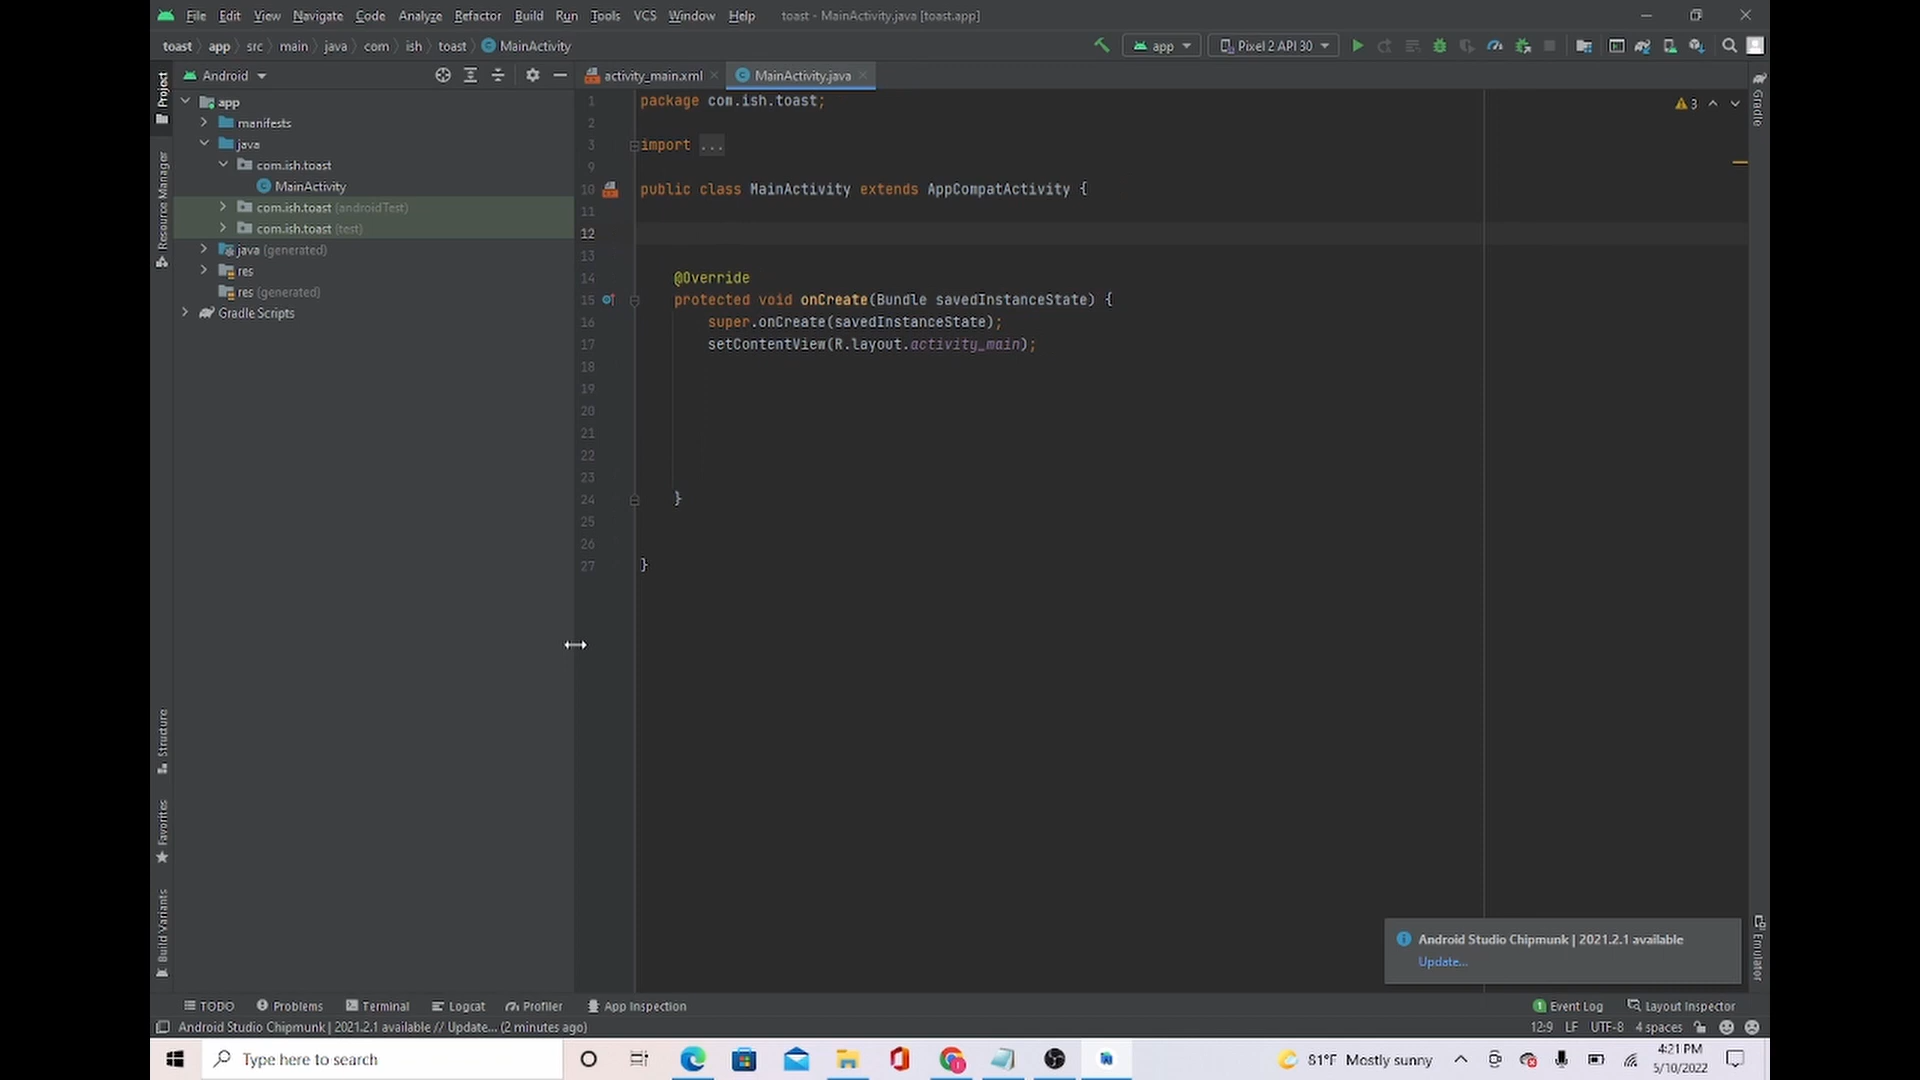 File Edit View Navigate Code Analyze Refactor Build Run Tools VCS Window Help toast - MainActivity.java [toast.app]
toast app src main java com ish toast MainActivity app Pixel 2 API 30
Project Android activity_main.xml MainActivity.java Gradle
app
manifests
java
com.ish.toast
MainActivity
com.ish.toast (androidTest)
com.ish.toast (test)
java (generated)
res
res (generated)
Gradle Scripts
Resource Manager
Structure
Favorites
Build Variants
1 package com.ish.toast;
2
3 import ...
9
10 public class MainActivity extends AppCompatActivity {
11
12
13
14 @Override
15 protected void onCreate(Bundle savedInstanceState) {
16 super.onCreate(savedInstanceState);
17 setContentView(R.layout.activity_main);
18
19
20
21
22
23
24 }
25
26
27 }
3
Android Studio Chipmunk | 2021.2.1 available
Update...
Emulator
TODO Problems Terminal Logcat Profiler App Inspection 1 Event Log Layout Inspector
Android Studio Chipmunk | 2021.2.1 available // Update... (2 minutes ago) 12:9 LF UTF-8 4 spaces
Type here to search 81°F Mostly sunny 4:21 PM
5/10/2022